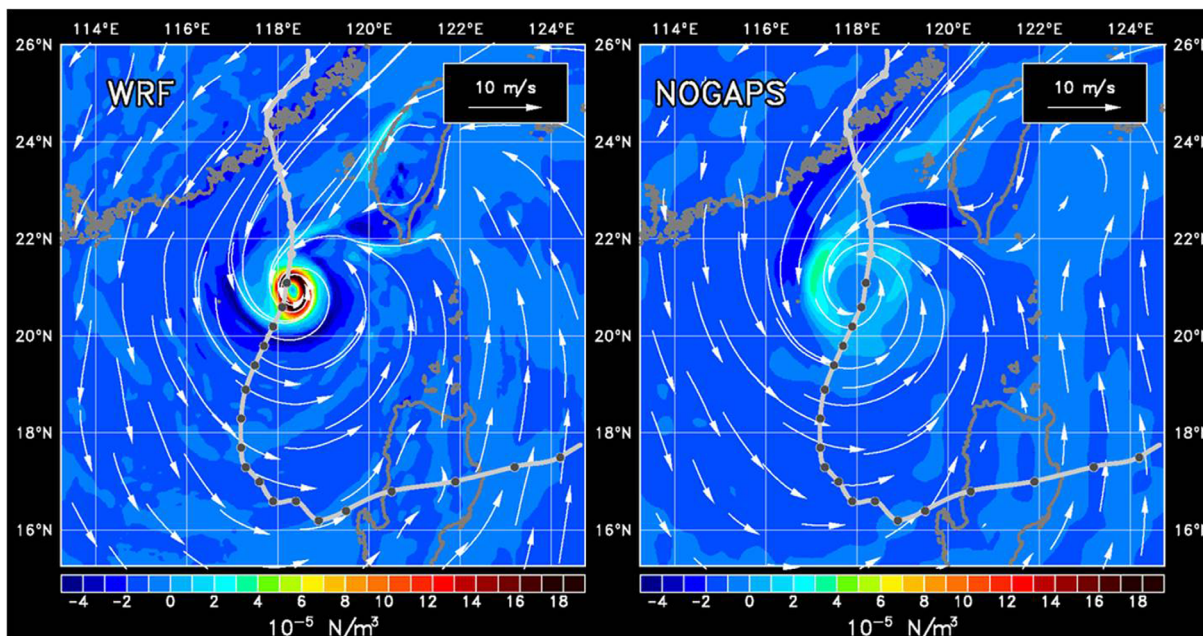 114°E 116°E 118°E 120°E 122°E 124°E 114°E 116°E 118°E 120°E 122°E 124°E
26°N 26°N
WRF 10 m/s NOGAPS 10 m/s
24°N 24°N
22°N 22°N
20°N 20°N
18°N 18°N
16°N 16°N
-4 -2 0 2 4 6 8 10 12 14 16 18 -4 -2 0 2 4 6 8 10 12 14 16 18
10⁻⁵ N/m³ 10⁻⁵ N/m³